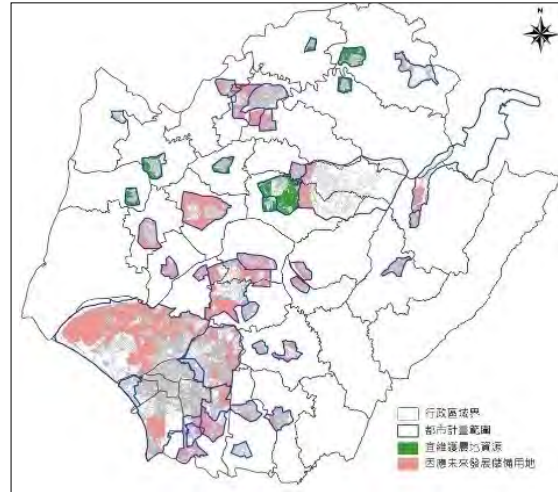 N
行政區域界
都市計畫範圍
宜維護農地資源
因應未來發展儲備用地